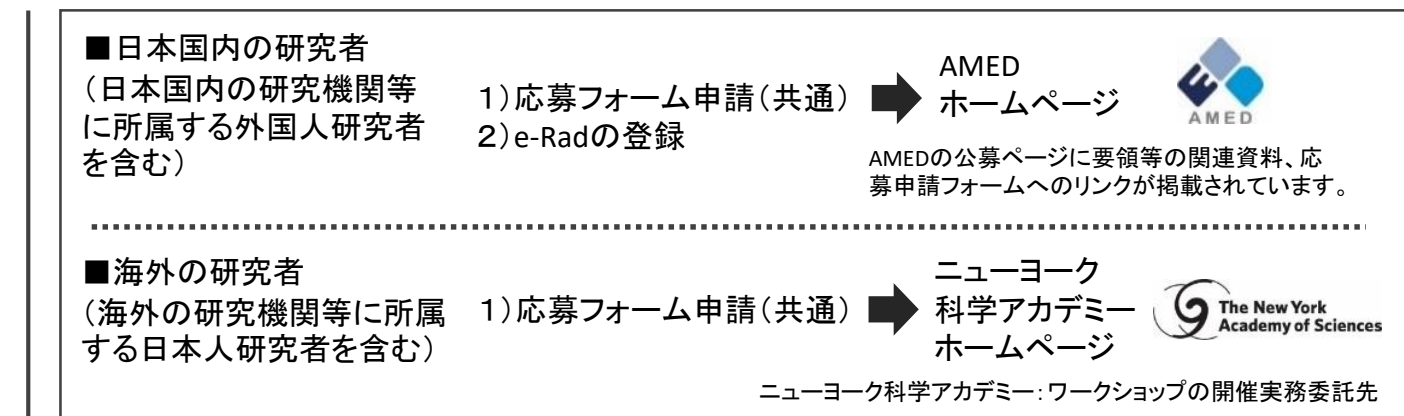 ■日本国内の研究者
（日本国内の研究機関等
に所属する外国人研究者
を含む）
１）応募フォーム申請（共通）
２）e-Radの登録
AMED
ホームページ
AMED
AMEDの公募ページに要領等の関連資料、応
募申請フォームへのリンクが掲載されています。
■海外の研究者
（海外の研究機関等に所属
する日本人研究者を含む）
１）応募フォーム申請（共通）
ニューヨーク
科学アカデミー
ホームページ
The New York
Academy of Sciences
ニューヨーク科学アカデミー：ワークショップの開催実務委託先